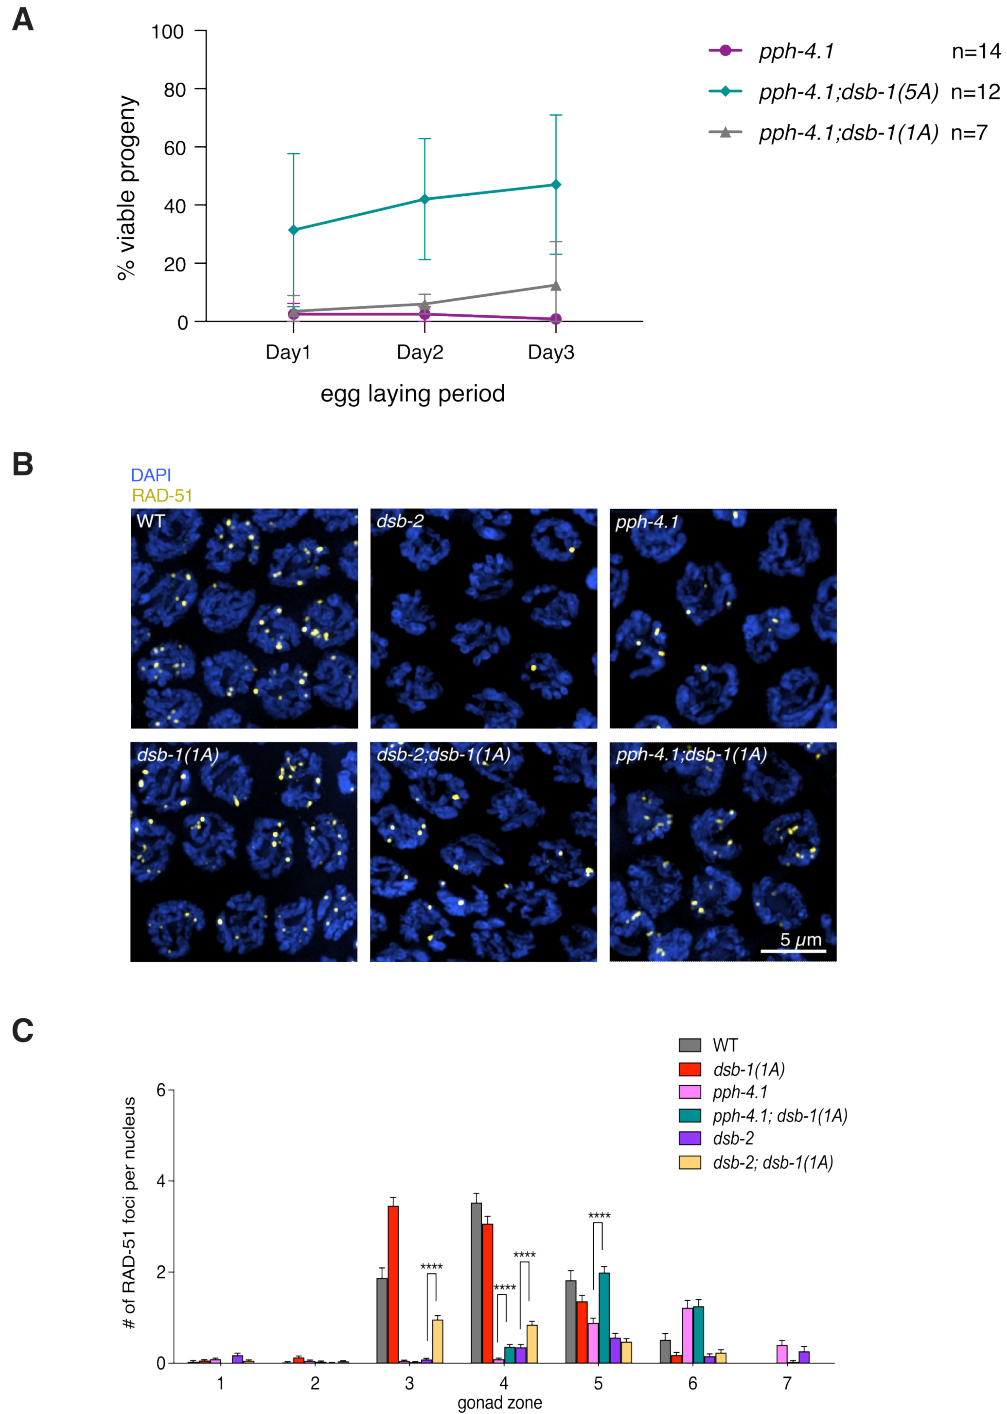 A
100
80
60
40
20
0
% viable progeny
Day1 Day2 Day3
egg laying period
pph-4.1 n=14
pph-4.1;dsb-1(5A) n=12
pph-4.1;dsb-1(1A) n=7
B
DAPI
RAD-51
WT
dsb-2
pph-4.1
dsb-1(1A)
dsb-2;dsb-1(1A)
pph-4.1;dsb-1(1A)
5 µm
C
WT
dsb-1(1A)
pph-4.1
pph-4.1; dsb-1(1A)
dsb-2
dsb-2; dsb-1(1A)
# of RAD-51 foci per nucleus
6
4
2
0
****
****
****
****
1 2 3 4 5 6 7
gonad zone